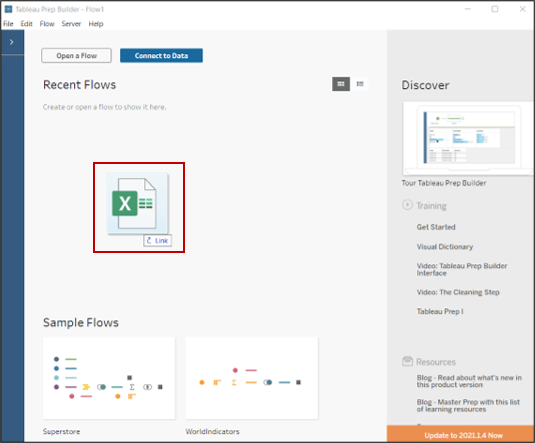 Tableau Prep Builder - Flow1
File Edit Flow Server Help
Open a Flow
Connect to Data
Recent Flows
Create or open a flow to show it here.
X
Link
Sample Flows
Superstore
WorldIndicators
Discover
Tour Tableau Prep Builder
Training
Get Started
Visual Dictionary
Video: Tableau Prep Builder
Interface
Video: The Cleaning Step
Tableau Prep I
Resources
Blog - Read about what's new in
this product version
Blog - Master Prep with this list
of learning resources
Update to 2021.1.4 Now